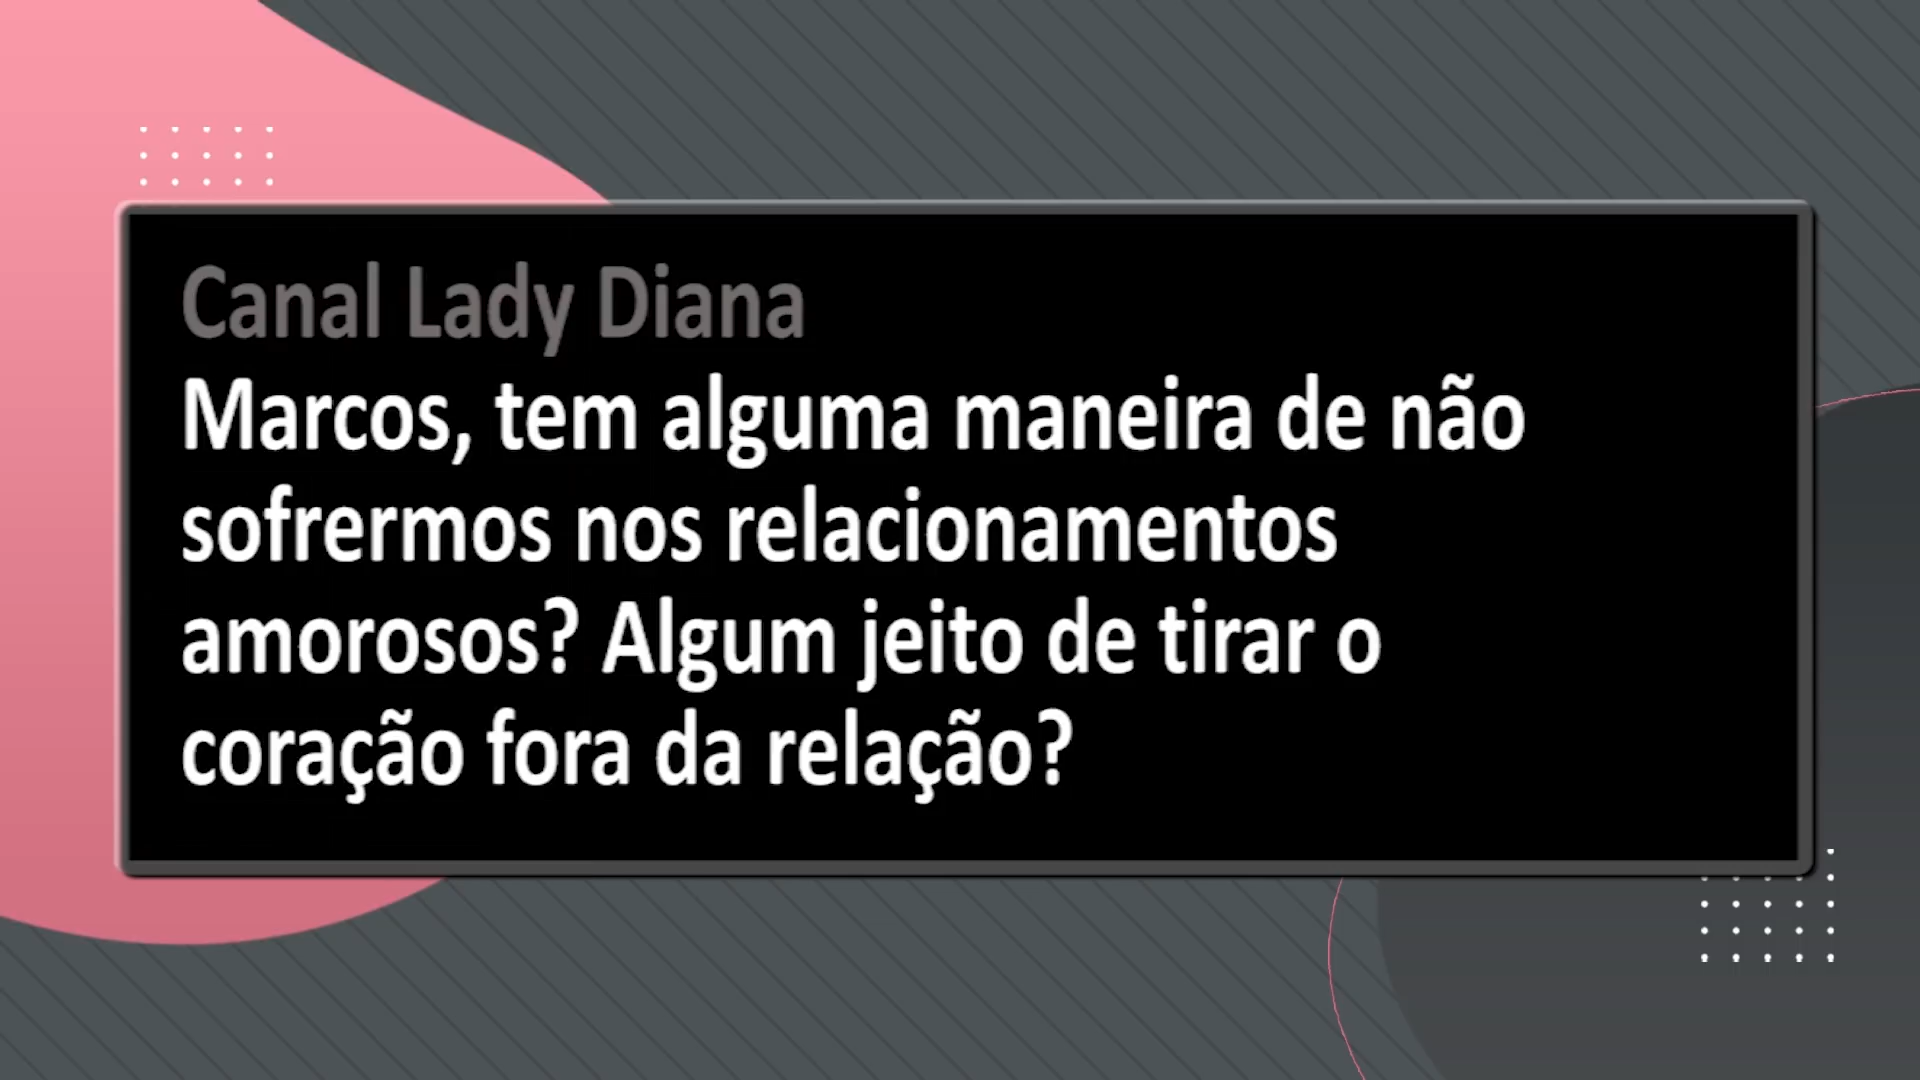 Canal Lady Diana
Marcos, tem alguma maneira de não
sofrermos nos relacionamentos
amorosos? Algum jeito de tirar o
coração fora da relação?